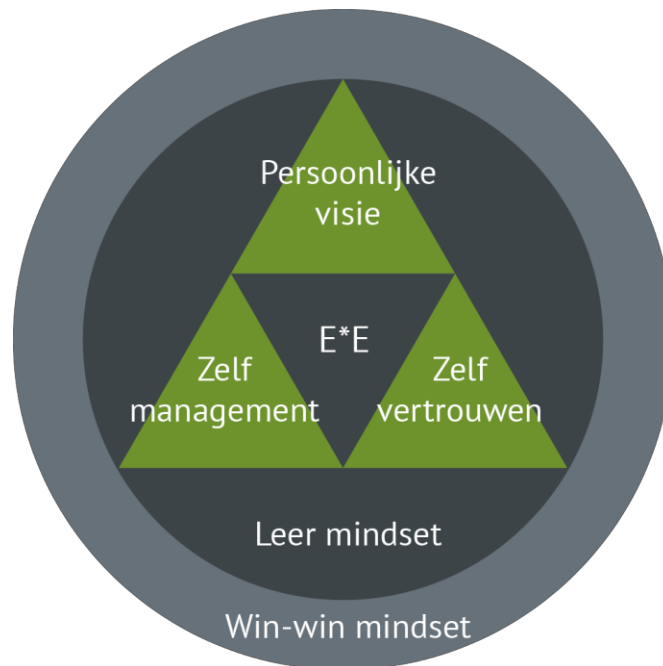 Persoonlijke
visie
E*E
Zelf
management
Zelf
vertrouwen
Leer mindset
Win-win mindset